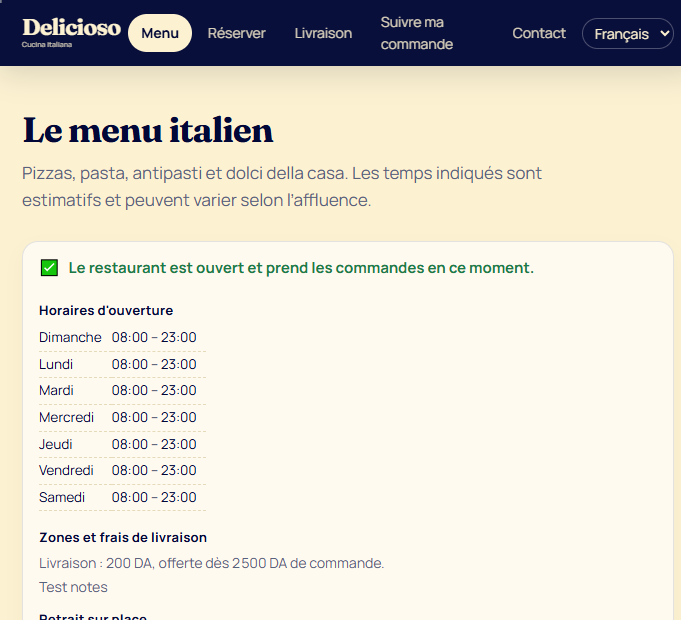 Delicioso
Cucina Italiana
Menu
Réserver
Livraison
Suivre ma
commande
Contact
Français
Le menu italien
Pizzas, pasta, antipasti et dolci della casa. Les temps indiqués sont
estimatifs et peuvent varier selon l'affluence.
Le restaurant est ouvert et prend les commandes en ce moment.
Horaires d'ouverture
Dimanche 08:00 – 23:00
Lundi 08:00 – 23:00
Mardi 08:00 – 23:00
Mercredi 08:00 – 23:00
Jeudi 08:00 – 23:00
Vendredi 08:00 – 23:00
Samedi 08:00 – 23:00
Zones et frais de livraison
Livraison : 200 DA, offerte dès 2500 DA de commande.
Test notes
Retrait sur place